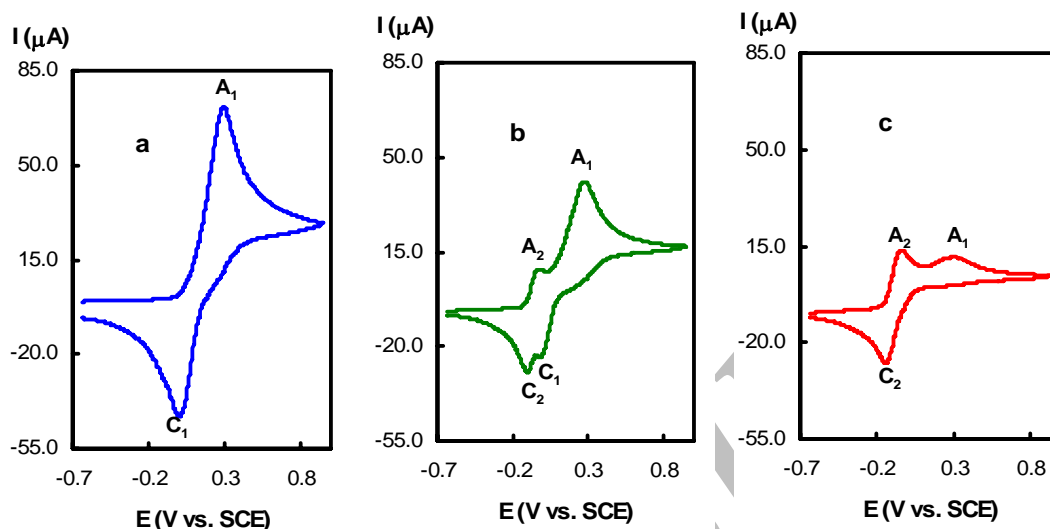 I (μA)
85.0
50.0
15.0
-20.0
-55.0
a
A1
C1
-0.7 -0.2 0.3 0.8
E (V vs. SCE)
I (μA)
85.0
50.0
15.0
-20.0
-55.0
b
A1
A2
C1
C2
-0.7 -0.2 0.3 0.8
E (V vs. SCE)
I (μA)
85.0
50.0
15.0
-20.0
-55.0
c
A2 A1
C2
-0.7 -0.2 0.3 0.8
E (V vs. SCE)